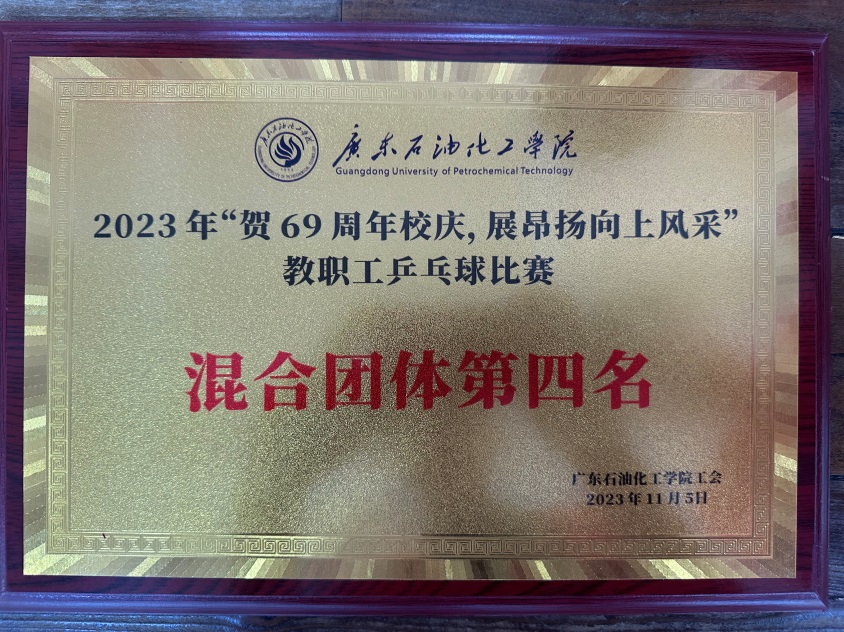 廣东石油化工學院
Guangdong University of Petrochemical Technology
2023年“贺69周年校庆,展昂扬向上风采”
教职工乒乓球比赛
混合团体第四名
广东石油化工学院工会
2023年11月5日